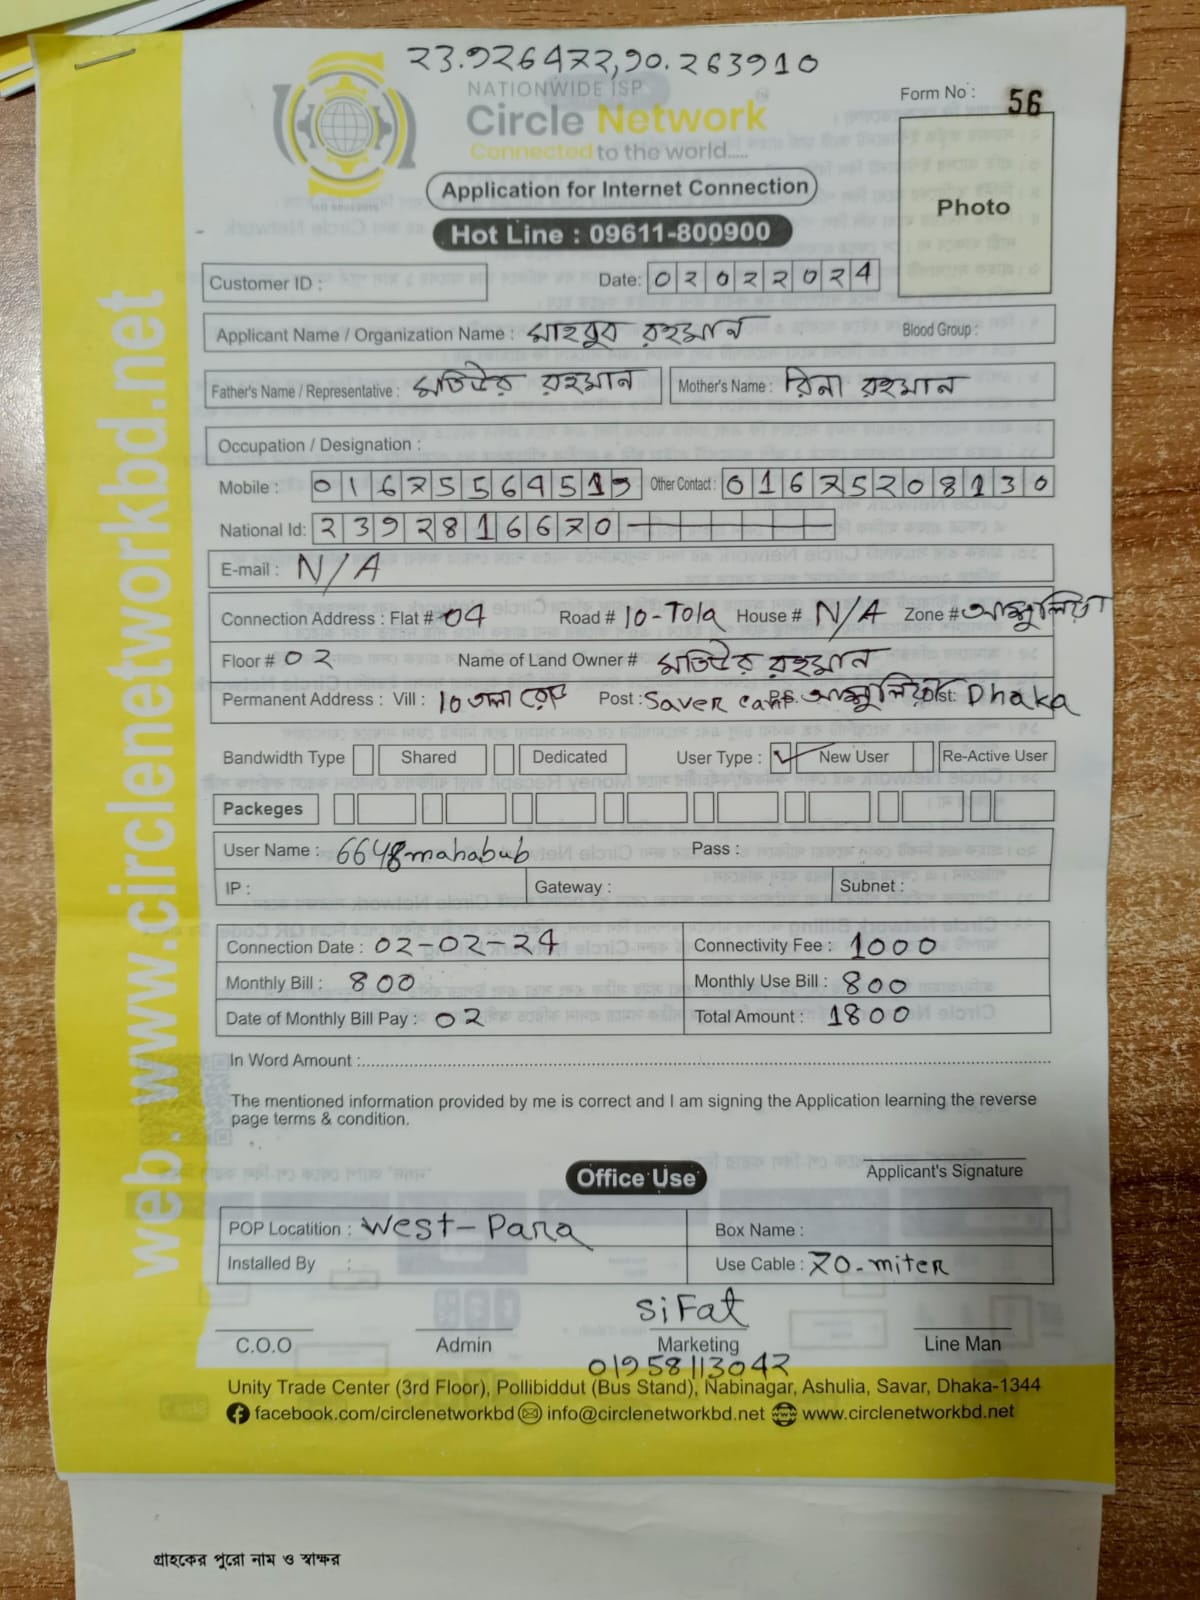 23.926472,90.263910
NATIONWIDE ISP
Circle Network
Connected to the world.....
Form No : 56
Photo
Application for Internet Connection
Hot Line : 09611-800900
Customer ID :
Date: 02022024
Applicant Name / Organization Name : মাহবুব রহমান Blood Group :
Father's Name / Representative : মতিউর রহমান Mother's Name : রিনা রহমান
Occupation / Designation :
Mobile : 01675564519 Other Contact : 01675208130
National Id: 2392816670
E-mail : N/A
Connection Address : Flat # 04 Road # 10-Tola House # N/A Zone # আশুলিয়া
Floor # 02 Name of Land Owner # মতিউর রহমান
Permanent Address : Vill : 10 তলা রোড Post : Saver camp P.S. আশুলিয়া Dist: Dhaka
Bandwidth Type Shared Dedicated User Type : ✓ New User Re-Active User
Packeges
User Name : 6648mahabub Pass :
IP : Gateway : Subnet :
Connection Date : 02-02-24 Connectivity Fee : 1000
Monthly Bill : 800 Monthly Use Bill : 800
Date of Monthly Bill Pay : 02 Total Amount : 1800
In Word Amount :
The mentioned information provided by me is correct and I am signing the Application learning the reverse
page terms & condition.
Applicant's Signature
Office Use
POP Locatition : West-Para Box Name :
Installed By : Use Cable : 70-miter
siFat
C.O.O Admin Marketing Line Man
01958113042
Unity Trade Center (3rd Floor), Pollibiddut (Bus Stand), Nabinagar, Ashulia, Savar, Dhaka-1344
facebook.com/circlenetworkbd info@circlenetworkbd.net www.circlenetworkbd.net
web: www.circlenetworkbd.net
গ্রাহকের পুরো নাম ও স্বাক্ষর